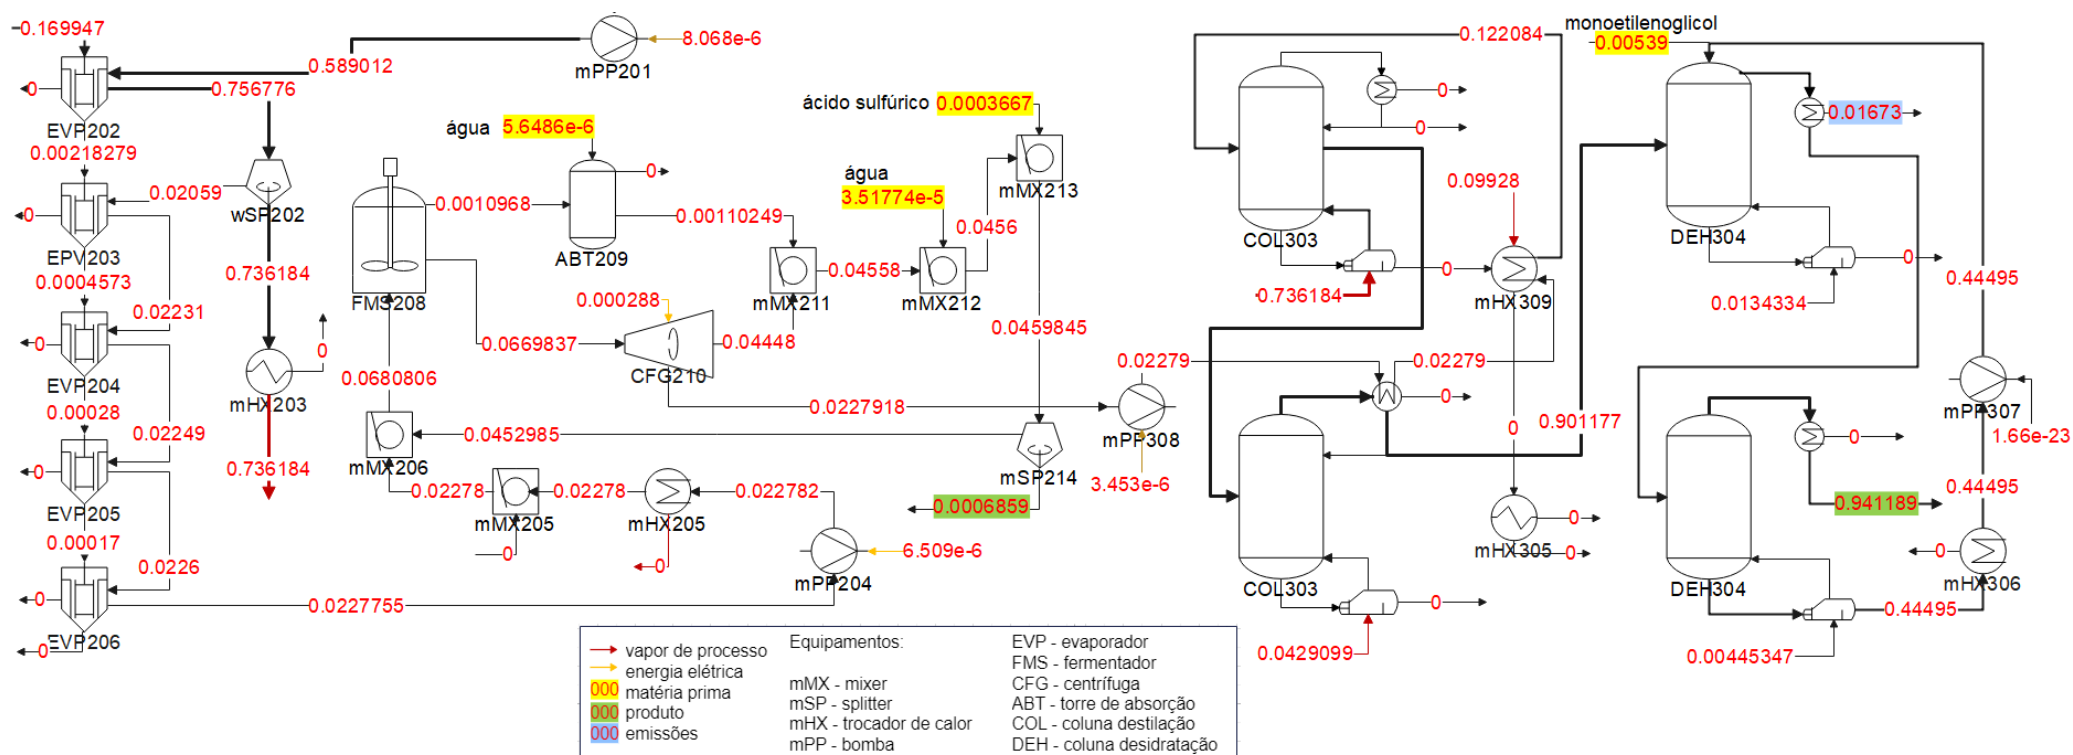 monoetilenoglicol
0.169947
8.068e-6
0.122084
0.00539
mPP201
0.589012
0
0.756776
0
ácido sulfúrico 0.0003667
0.01673
EVP202
água 5.6486e-6
0
0.00218279
0
água
mMX213
0.09928
0.02059
wSP202
0.0010968
0.00110249
3.51774e-5
0.0456
0
EPV203
COL303
DEH304
ABT209
0
0
0.736184
0.04558
0.44495
0.0004573
FMS208
0.000288
mMX211
mMX212
0.736184
mHX309
0.0134334
0.02231
0.0459845
0
0.0669837
0.04448
0
0.02279
0.02279
EVP204
0.0680806
CFG210
mHX203
0
mPP307
0.00028
0.0227918
0.901177
0.02249
0.0452985
mPP308
0
0
1.66e-23
0.736184
mMX206
mSP214
0
3.453e-6
0.02278
0.02278
0.022782
0.44495
EVP205
mMX205
mHX205
0.0006859
0.941189
0
0.00017
0
6.509e-6
mHX305
0
0
0.0226
0
mPP204
COL303
DEH304
mHX306
0
0.0227755
0
0.44495
EVP206
0
0.0429099
0.00445347
vapor de processo
energia elétrica
000 matéria prima
000 produto
000 emissões
Equipamentos:
mMX - mixer
mSP - splitter
mHX - trocador de calor
mPP - bomba
EVP - evaporador
FMS - fermentador
CFG - centrífuga
ABT - torre de absorção
COL - coluna destilação
DEH - coluna desidratação